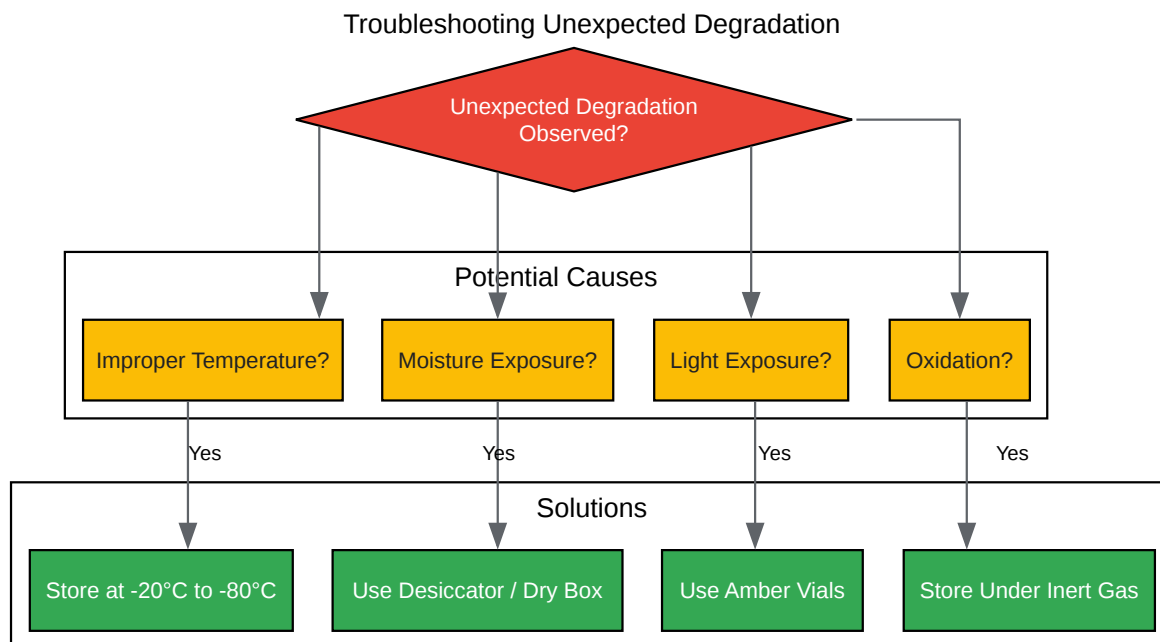 Troubleshooting Unexpected Degradation
Unexpected Degradation
Observed?
Potential Causes
Improper Temperature?
Moisture Exposure?
Light Exposure?
Oxidation?
Yes
Yes
Yes
Yes
Solutions
Store at -20°C to -80°C
Use Desiccator / Dry Box
Use Amber Vials
Store Under Inert Gas